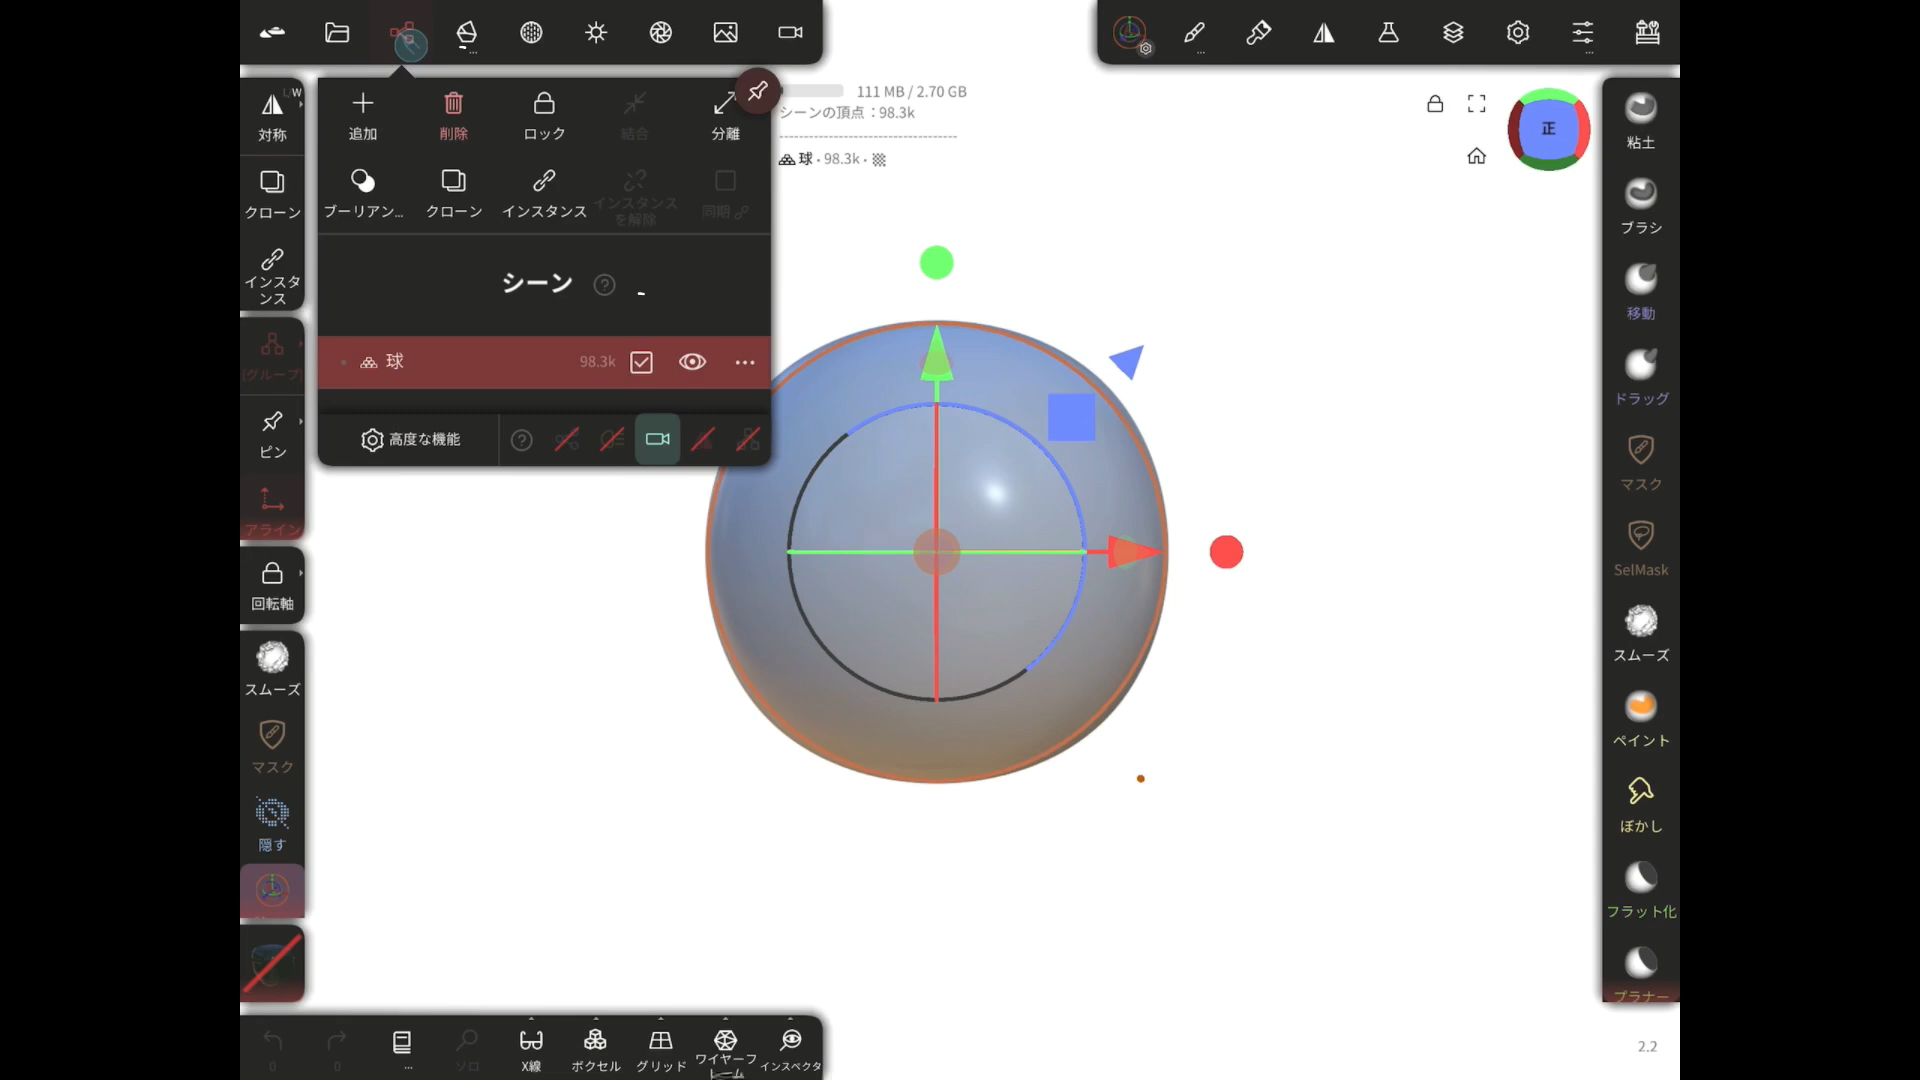 L/W
対称
クローン
インスタ
ンス
(グループ)
ピン
アライン
回転軸
スムーズ
マスク
隠す
追加
削除
ロック
結合
分離
ブーリアン...
クローン
インスタンス
インスタンス
を解除
同期
シーン ?
球 98.3k
高度な機能
?
111 MB / 2.70 GB
シーンの頂点：98.3k
球 • 98.3k •
正
粘土
ブラシ
移動
ドラッグ
マスク
SelMask
スムーズ
ペイント
ぼかし
フラット化
プラナー
0
0
...
ソロ
X線
ボクセル
グリッド
ワイヤーフ
レーム
インスペクタ
2.2